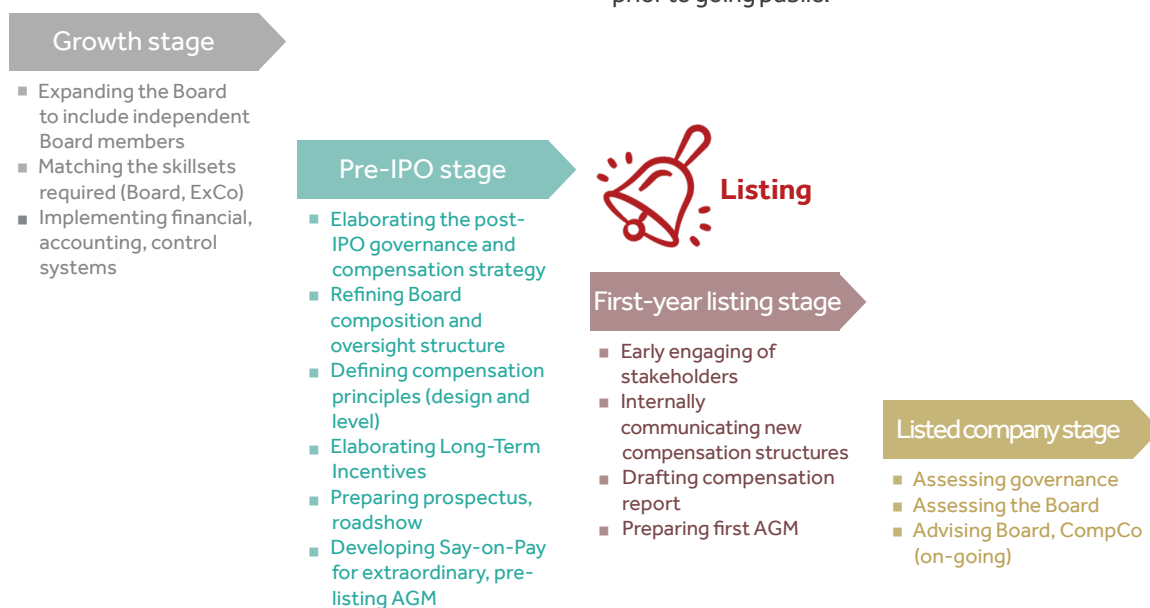 prior to going public.
Growth stage
Expanding the Board
to include independent
Board members
Matching the skillsets
required (Board, ExCo)
Implementing financial,
accounting, control
systems
Pre-IPO stage
Elaborating the post-
IPO governance and
compensation strategy
Refining Board
composition and
oversight structure
Defining compensation
principles (design and
level)
Elaborating Long-Term
Incentives
Preparing prospectus,
roadshow
Developing Say-on-Pay
for extraordinary, pre-
listing AGM
Listing
First-year listing stage
Early engaging of
stakeholders
Internally
communicating new
compensation structures
Drafting compensation
report
Preparing first AGM
Listed company stage
Assessing governance
Assessing the Board
Advising Board, CompCo
(on-going)